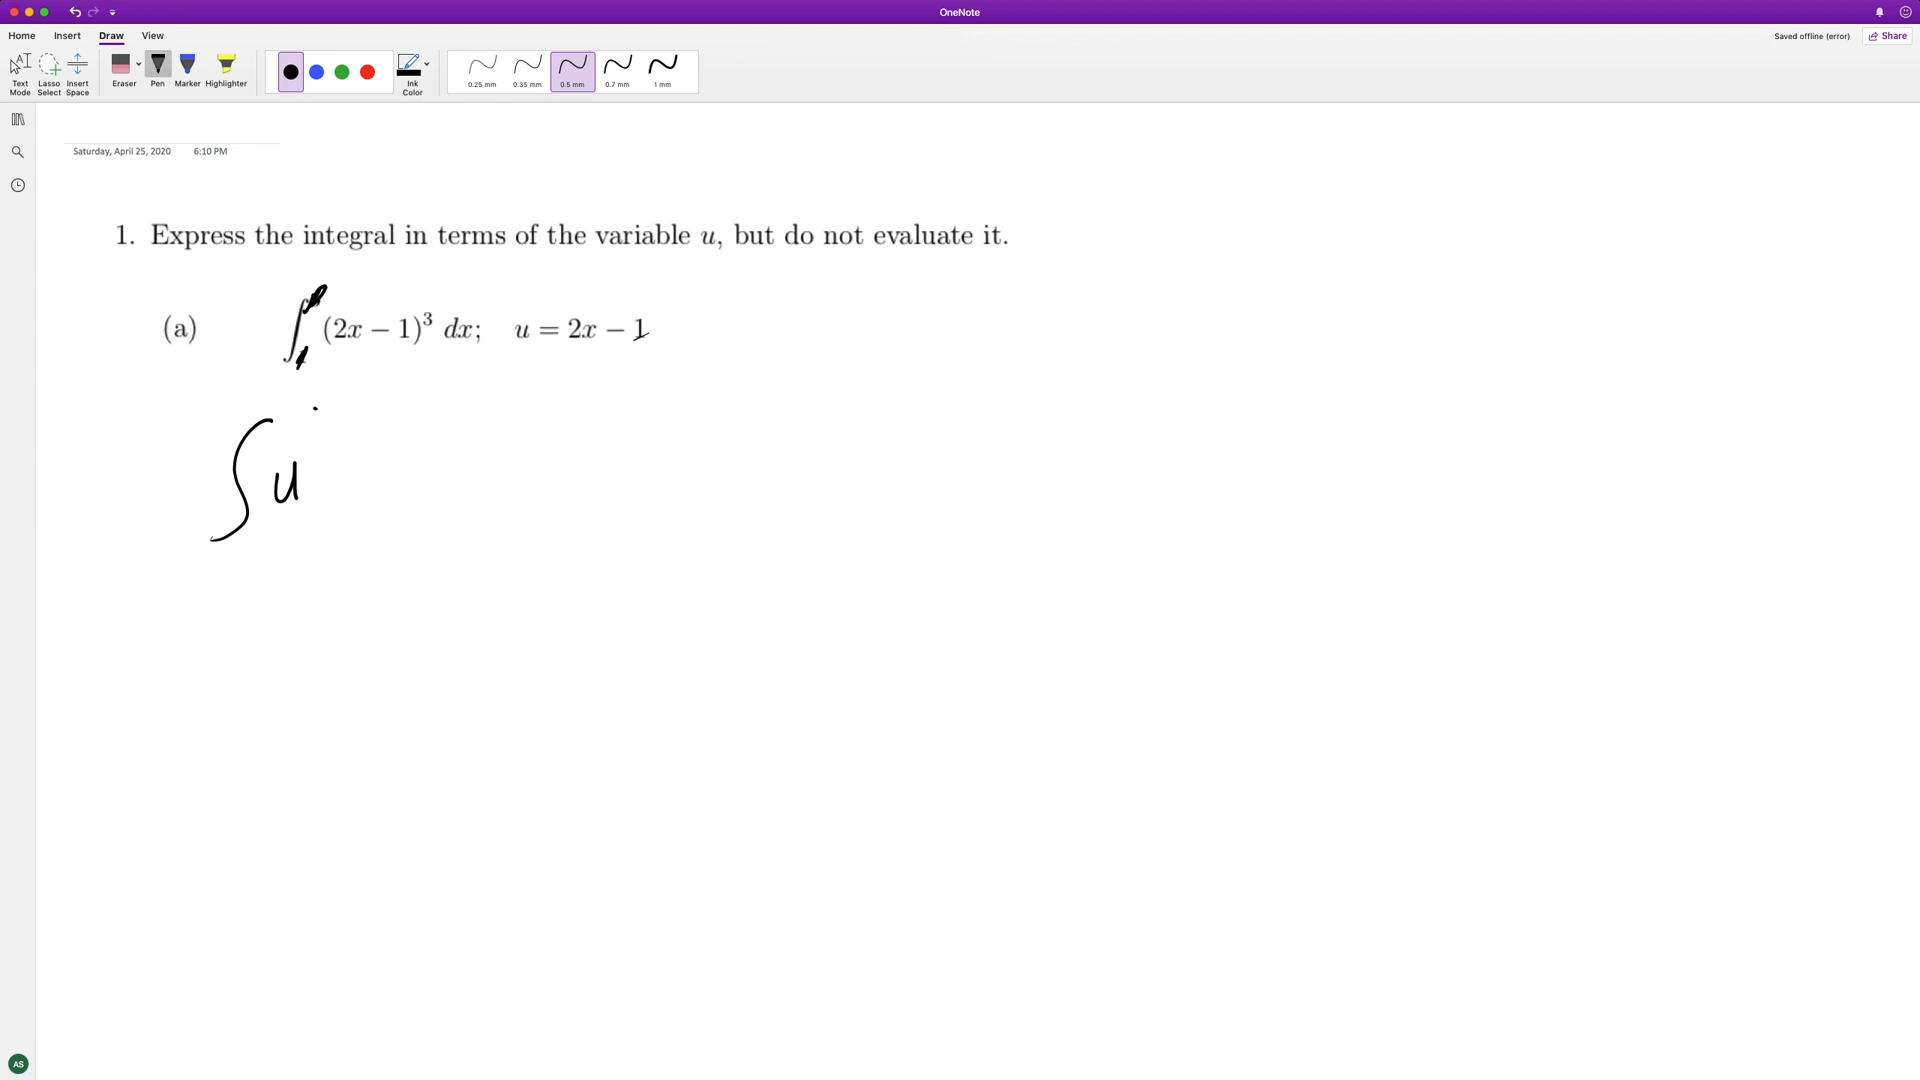 OneNote
Home Insert Draw View
Saved offline (error) Share
Text Mode Lasso Select Insert Space Eraser Pen Marker Highlighter Ink Color 0.25 mm 0.35 mm 0.5 mm 0.7 mm 1 mm
Saturday, April 25, 2020 6:10 PM
1. Express the integral in terms of the variable u, but do not evaluate it.
(a) ∫ (2x − 1)³ dx; u = 2x − 1
∫ u
AS